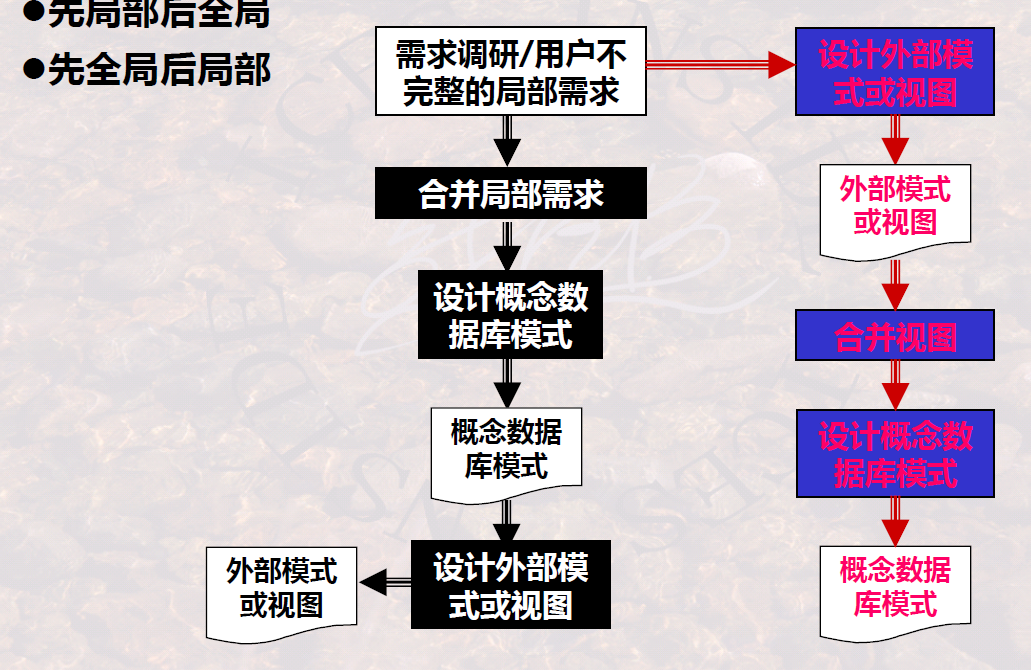 ●先局部后全局
●先全局后局部
需求调研/用户不
完整的局部需求
合并局部需求
设计概念数
据库模式
概念数据
库模式
设计外部模
式或视图
外部模式
或视图
设计外部模
式或视图
外部模式
或视图
合并视图
设计概念数
据库模式
概念数据
库模式